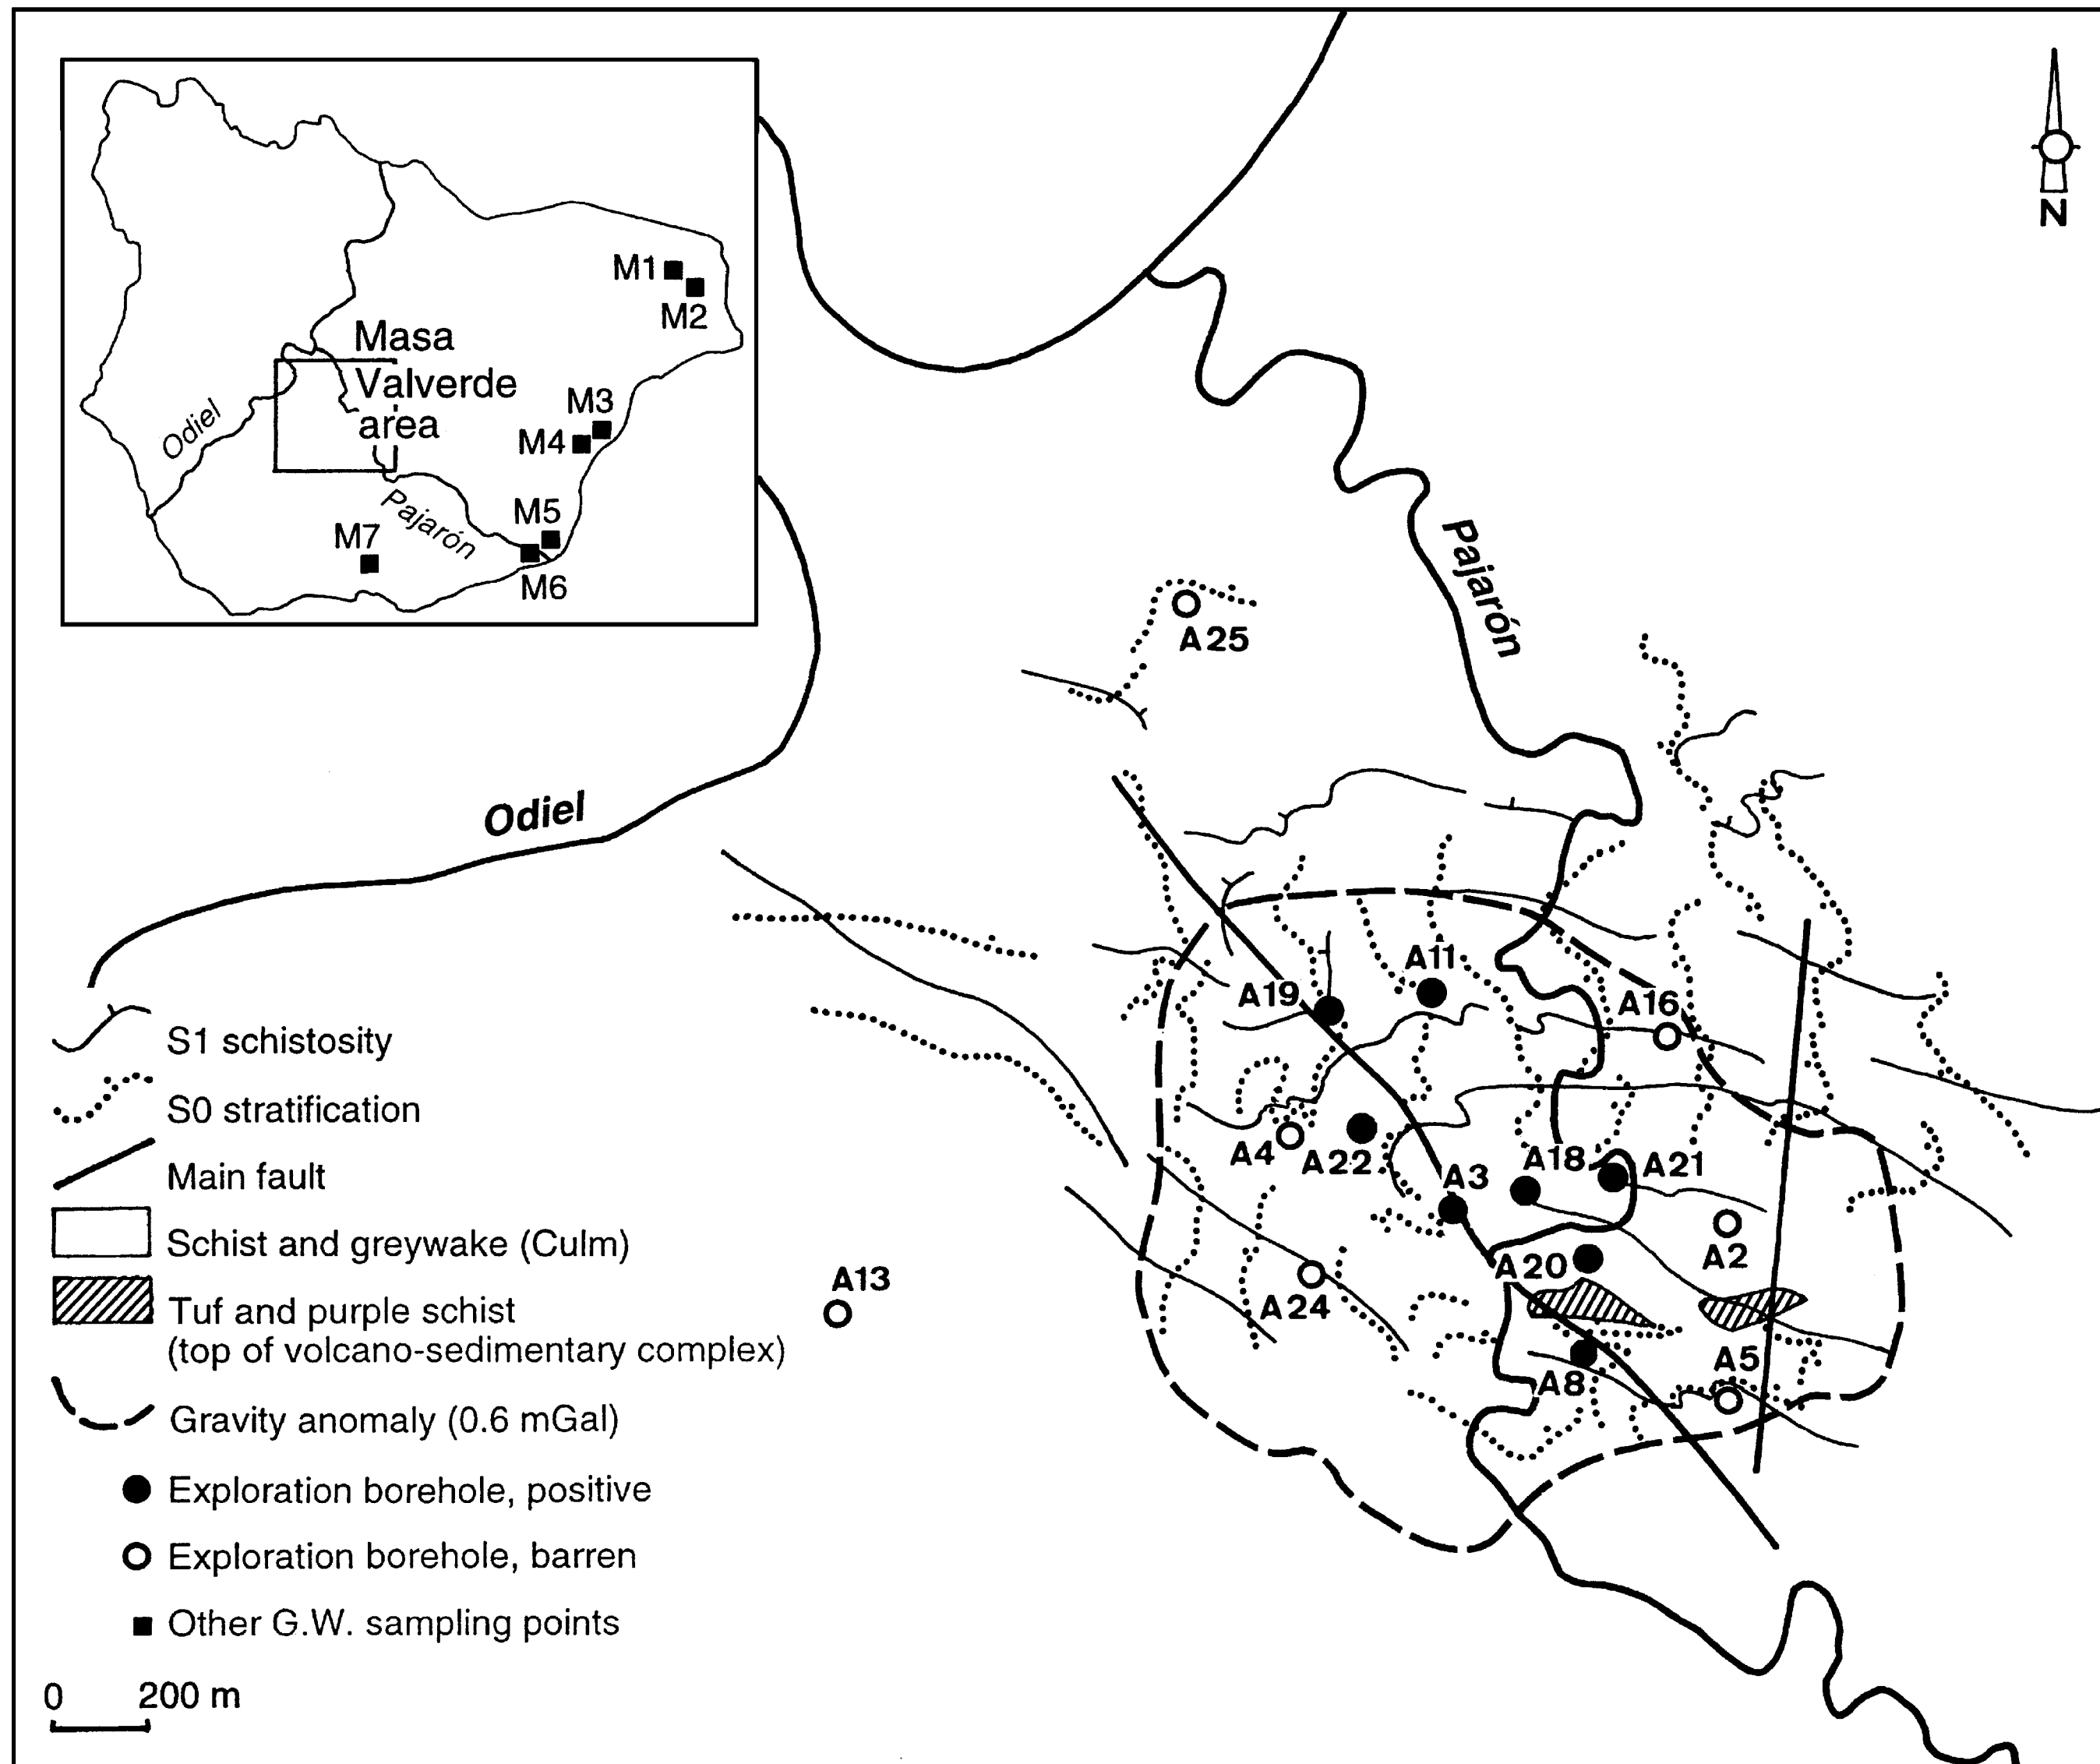 N
M1
M2
Masa
Valverde
area
M3
M4
Odiel
Pajarón
M5
M7
M6
Pajarón
A25
Odiel
A11
A19
A16
A4
A22
A3
A18
A21
A2
A20
A24
A13
A5
A8
S1 schistosity
S0 stratification
Main fault
Schist and greywake (Culm)
Tuf and purple schist
(top of volcano-sedimentary complex)
Gravity anomaly (0.6 mGal)
Exploration borehole, positive
Exploration borehole, barren
Other G.W. sampling points
0 200 m